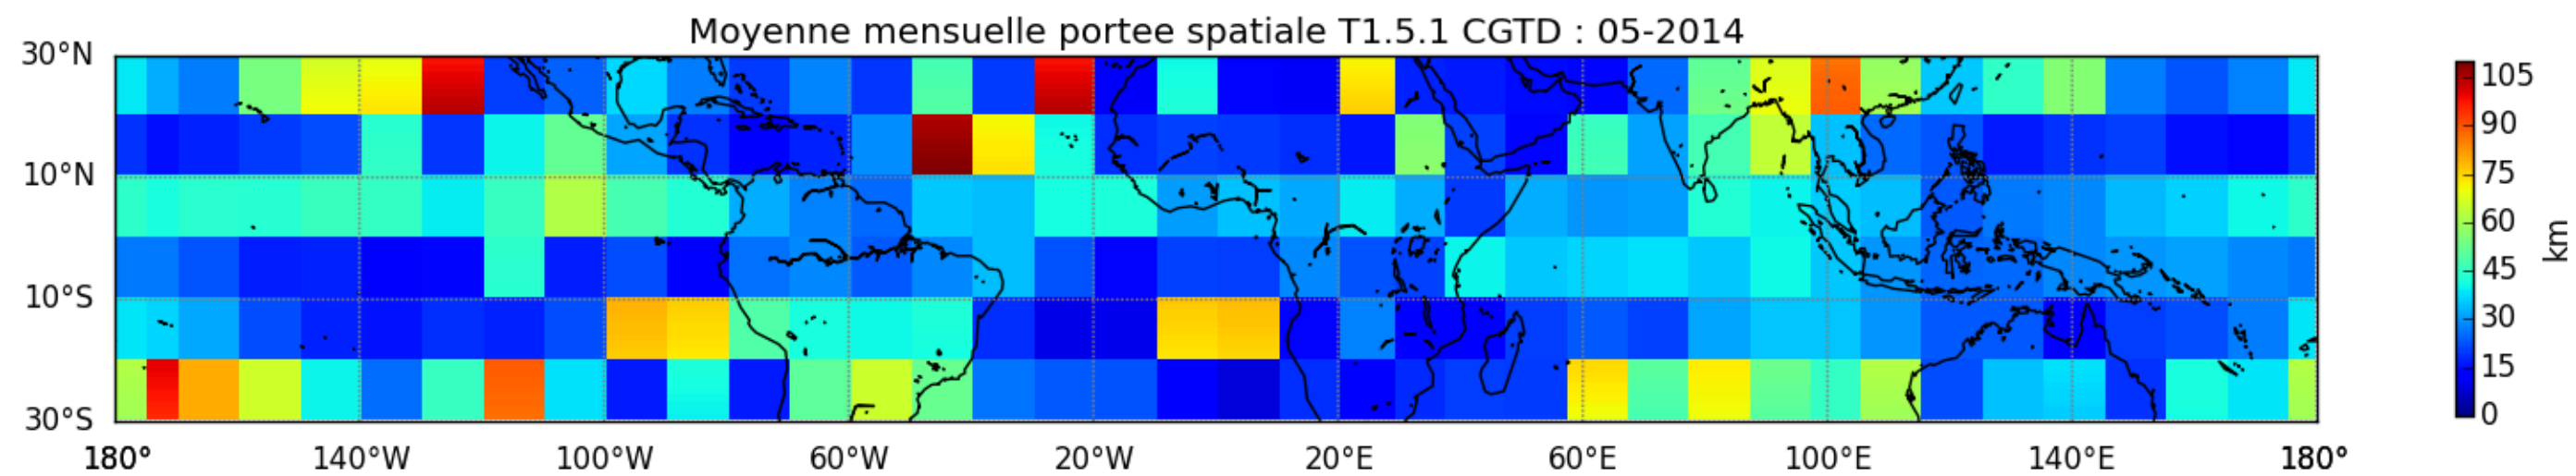 Moyenne mensuelle portee spatiale T1.5.1 CGTD : 05-2014
30°N
10°N
10°S
30°S
180° 140°W 100°W 60°W 20°W 20°E 60°E 100°E 140°E 180°
105
90
75
60
45
30
15
0
km